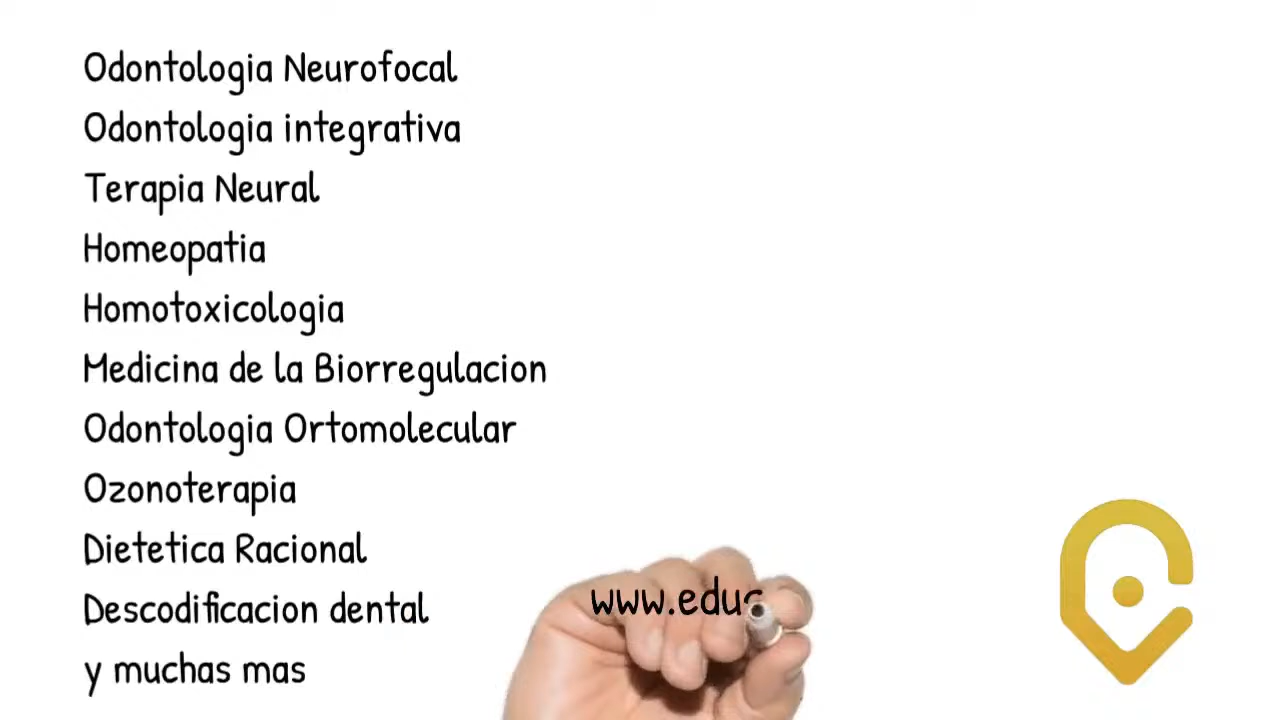 Odontologia Neurofocal
Odontologia integrativa
Terapia Neural
Homeopatia
Homotoxicologia
Medicina de la Biorregulacion
Odontologia Ortomolecular
Ozonoterapia
Dietetica Racional
Descodificacion dental
www.educ
y muchas mas